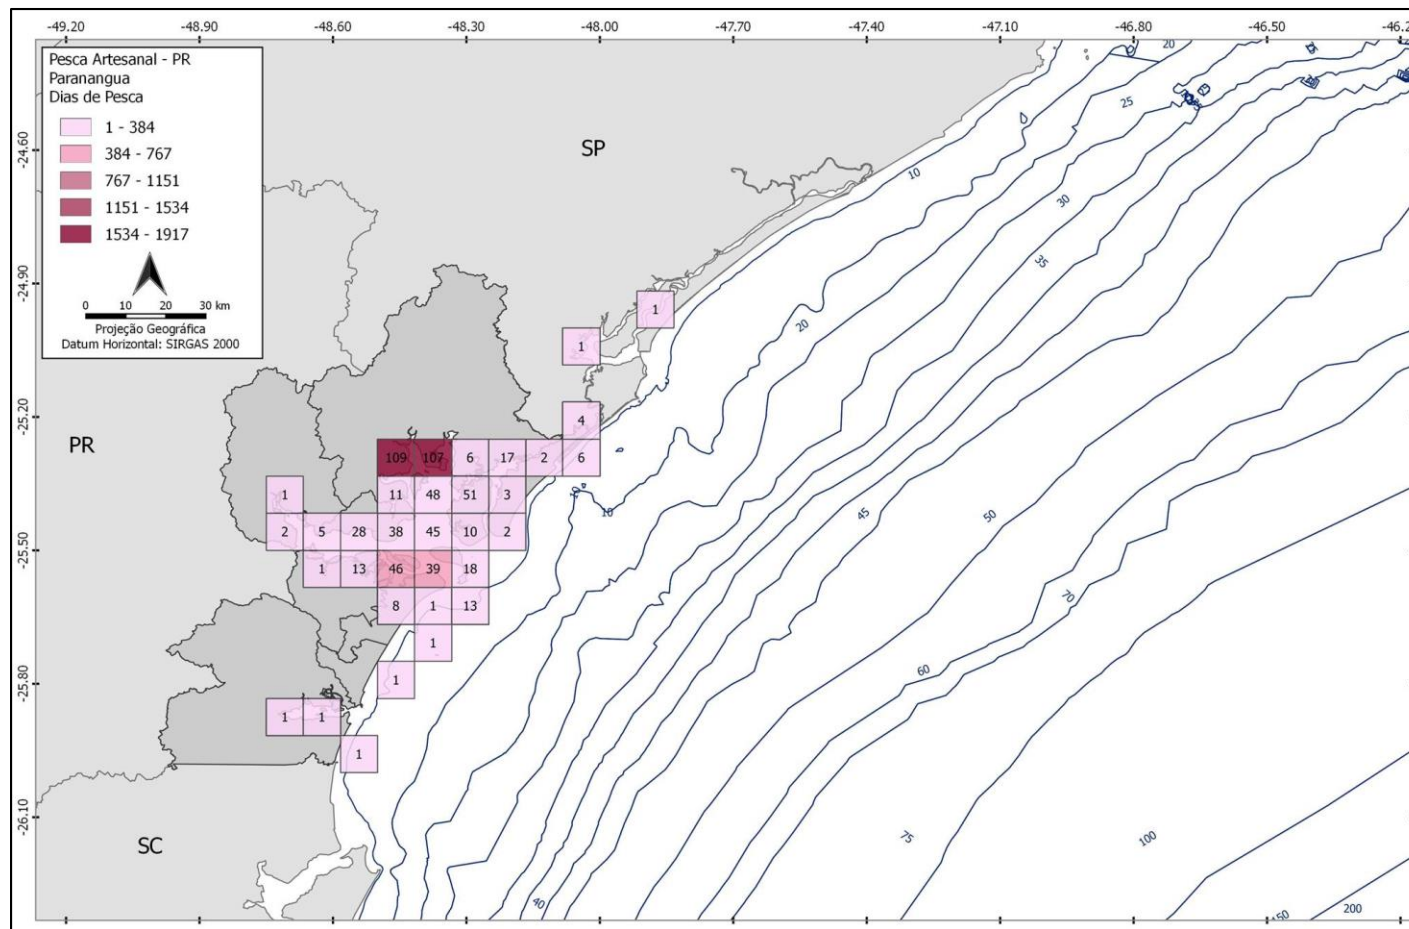 -49.20 -48.90 -48.60 -48.30 -48.00 -47.70 -47.40 -47.10 -46.80 -46.50
Pesca Artesanal - PR
Paranangua
Dias de Pesca
1 - 384
384 - 767
767 - 1151
1151 - 1534
1534 - 1917
0 10 20 30 km
Projeção Geográfica
Datum Horizontal: SIRGAS 2000
-24.60
-24.90
-25.20
-25.50
-25.80
-26.10
SP
PR
SC
20
25
10
30
35
20
1
1
4
109 107 6 17 2 6
1 11 48 51 3
10
10
2 5 28 38 45 10 2
45
50
1 13 46 39 18
8 1 13
70
1
60
1
1 1
1
75
100
40
150
200